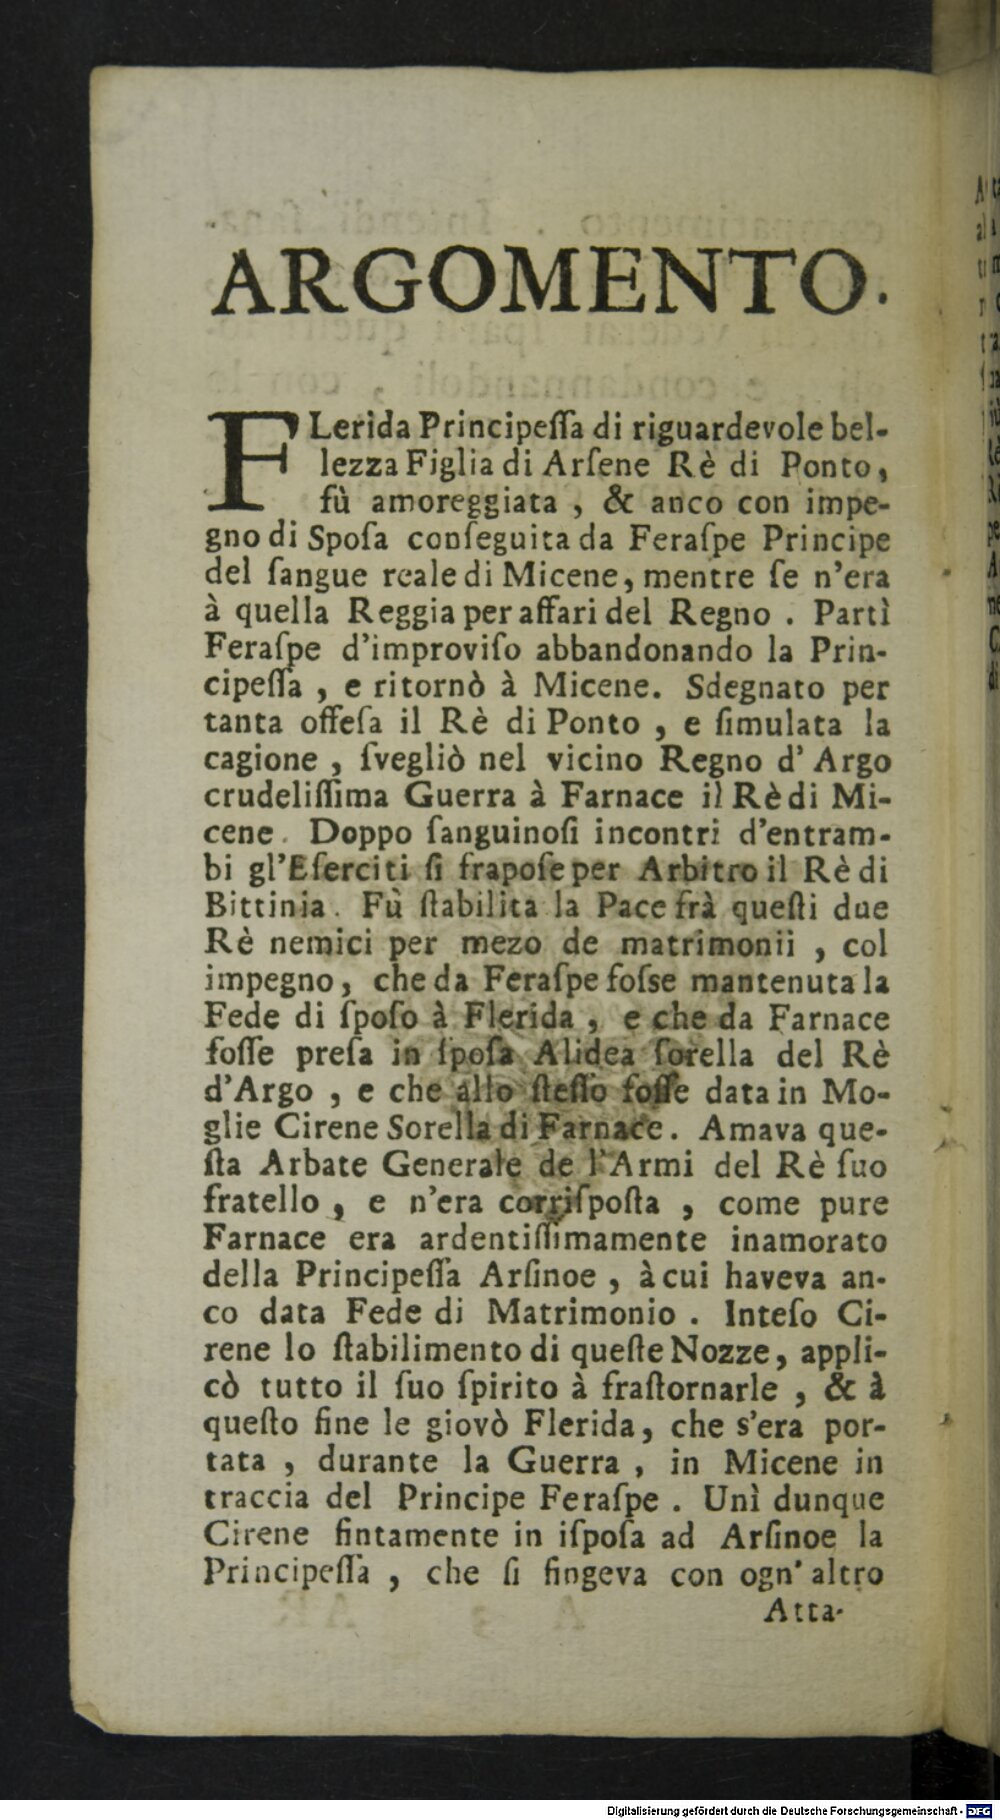 ARGOMENTO.
FLerida Principeſſa di riguardevole bel-
lezza Figlia di Arſene Rè di Ponto,
fù amoreggiata , & anco con impe-
gno di Spoſa conſeguita da Feraſpe Principe
del ſangue reale di Micene, mentre ſe n'era
à quella Reggia per affari del Regno . Partì
Feraſpe d'improviſo abbandonando la Prin-
cipeſſa , e ritornò à Micene. Sdegnato per
tanta offeſa il Rè di Ponto , e ſimulata la
cagione , ſvegliò nel vicino Regno d' Argo
crudeliſſima Guerra à Farnace il Rè di Mi-
cene. Doppo ſanguinoſi incontri d'entram-
bi gl'Eſerciti ſi frapoſe per Arbitro il Rè di
Bittinia. Fù ſtabilita la Pace frà queſti due
Rè nemici per mezo de matrimonii , col
impegno, che da Feraſpe foſse mantenuta la
Fede di ſpoſo à Flerida , e che da Farnace
foſſe preſa in ſpoſa Alidea ſorella del Rè
d'Argo , e che allo ſteſſo foſſe data in Mo-
glie Cirene Sorella di Farnace. Amava que-
ſta Arbate Generale de l'Armi del Rè ſuo
fratello , e n'era corriſpoſta , come pure
Farnace era ardentiſſimamente inamorato
della Principeſſa Arſinoe , à cui haveva an-
co data Fede di Matrimonio . Inteſo Ci-
rene lo ſtabilimento di queſte Nozze, appli-
cò tutto il ſuo ſpirito à fraſtornarle , & à
queſto fine le giovò Flerida, che s'era por-
tata , durante la Guerra , in Micene in
traccia del Principe Feraſpe . Unì dunque
Cirene fintamente in iſpoſa ad Arſinoe la
Principeſſa , che ſi fingeva con ogn' altro
Atta-
Digitalisierung gefördert durch die Deutsche Forschungsgemeinschaft - DFG